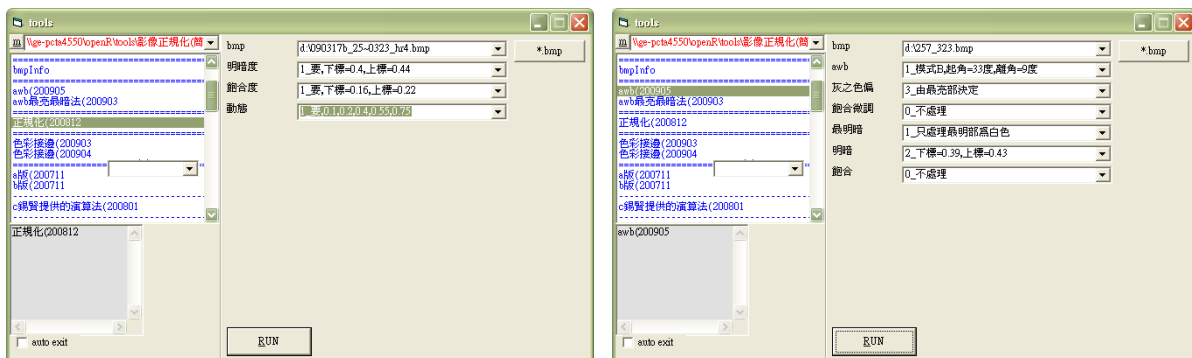 tools
m \\ge-pcta4550\openR\tools\影像正規化(簡
bmpInfo
awb(200905
awb最亮最暗法(200903
正規化(200812
色彩接邊(200903
色彩接邊(200904
a版(200711
b版(200711
c錫賢提供的演算法(200801
正規化(200812
auto exit
bmp d:\090317b_25~0323_hr4.bmp *.bmp
明暗度 1_要,下標=0.4,上標=0.44
飽合度 1_要,下標=0.16,上標=0.22
動態 1_要,0.1,0.2,0.4,0.55,0.75
RUN
tools
m \\ge-pcta4550\openR\tools\影像正規化(簡
bmpInfo
awb(200905
awb最亮最暗法(200903
正規化(200812
色彩接邊(200903
色彩接邊(200904
a版(200711
b版(200711
c錫賢提供的演算法(200801
awb(200905
auto exit
bmp d:\257_323.bmp *.bmp
awb 1_模式B,起角=33度,離角=9度
灰之色偏 3_由最亮部決定
飽合微調 0_不處理
最明暗 1_只處理最明部為白色
明暗 2_下標=0.39,上標=0.43
飽合 0_不處理
RUN